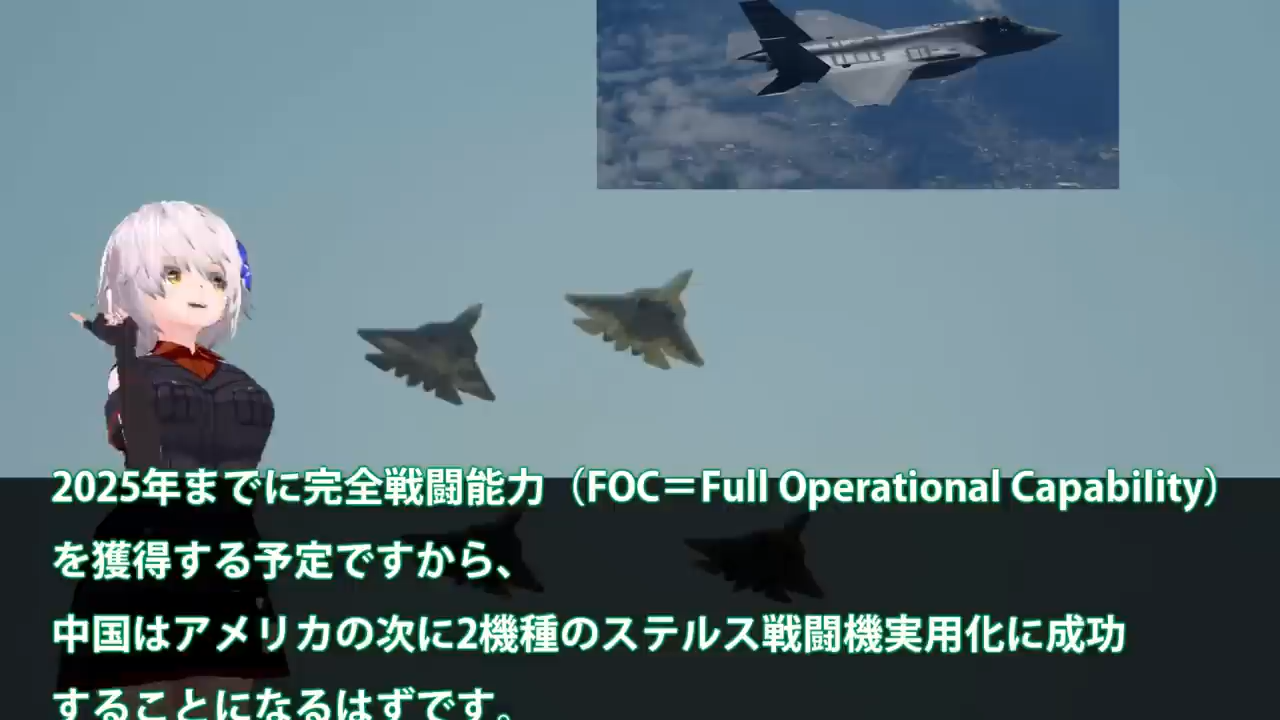 2025年までに完全戦闘能力（FOC＝Full Operational Capability）
を獲得する予定ですから、
中国はアメリカの次に2機種のステルス戦闘機実用化に成功
することになるはずです。